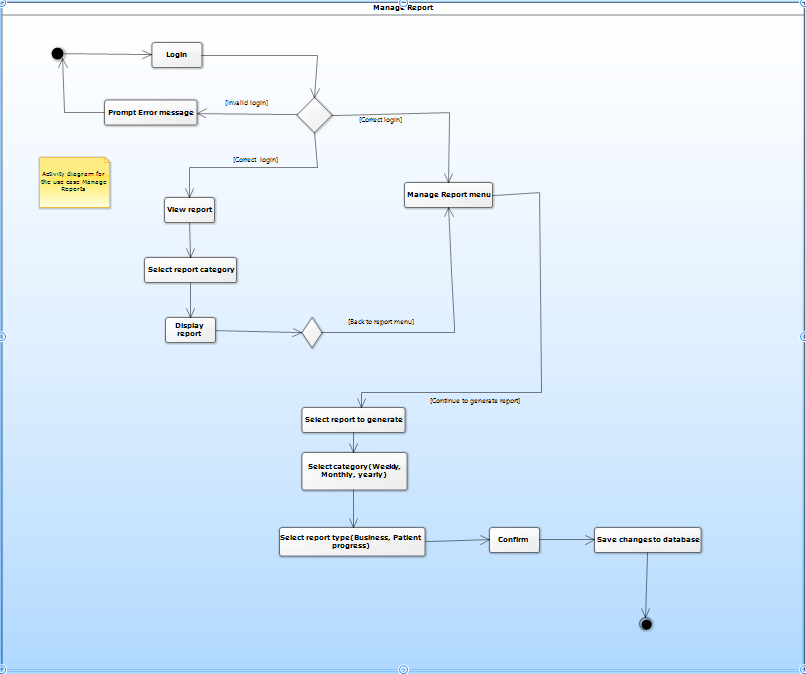 Manage Report
Login
[Invalid login]
Prompt Error message
[Correct login]
[Correct login]
Activity diagram for
the use case Manage
Reports
Manage Report menu
View report
Select report category
Display
report
[Back to report menu]
[Continue to generate report]
Select report to generate
Select category(Weekly,
Monthly, yearly)
Select report type(Business, Patient
progress)
Confirm
Save changes to database